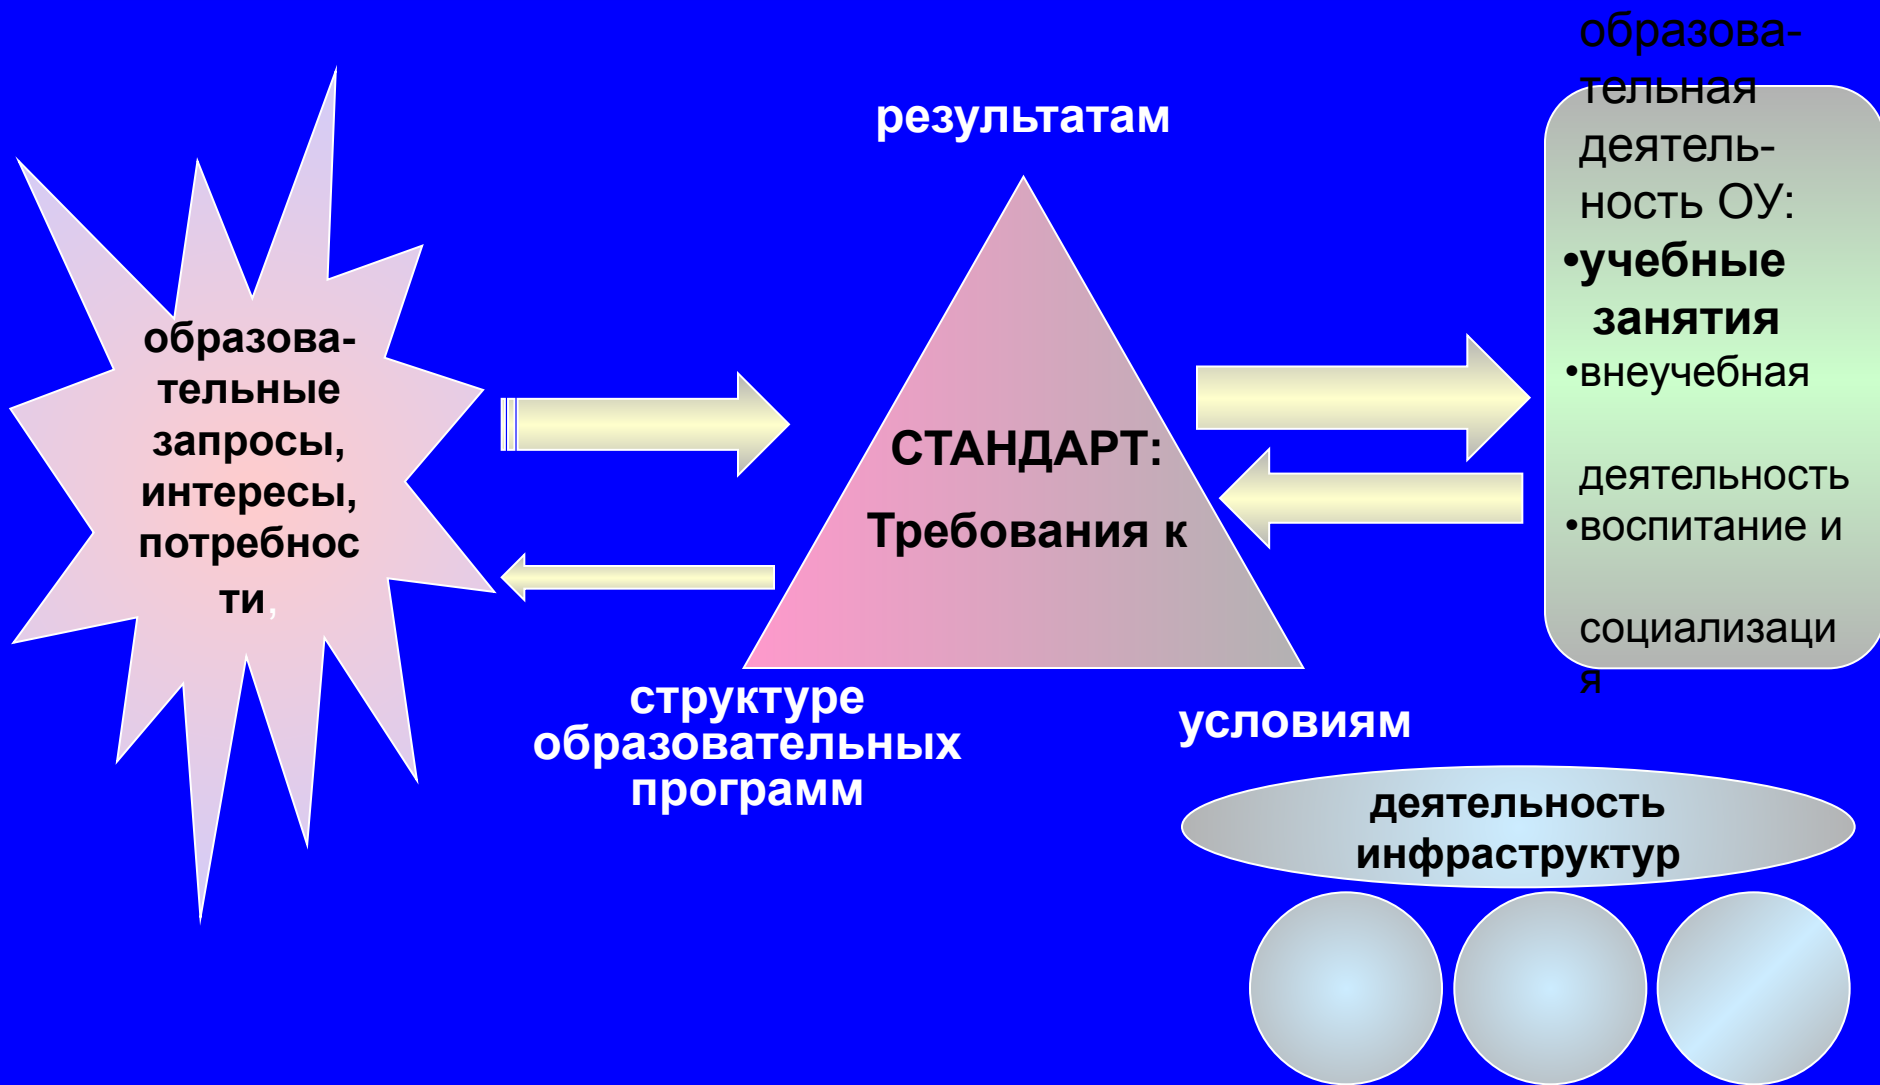 результатам
образова-
тельные
запросы,
интересы,
потребнос
ти,
СТАНДАРТ:
Требования к
структуре
образовательных
программ
условиям
образова-
тельная
деятель-
ность ОУ:
•учебные
занятия
•внеучебная
деятельность
•воспитание и
социализаци
я
деятельность
инфраструктур